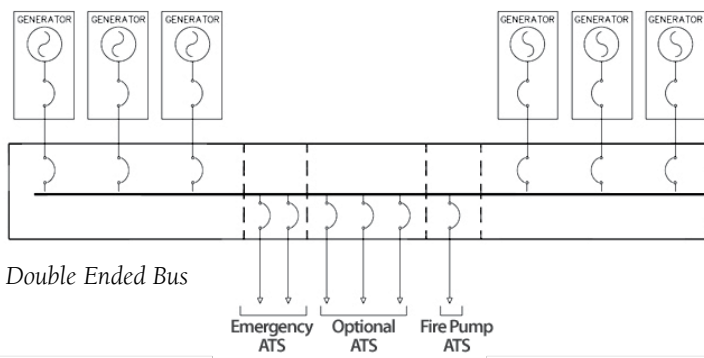 GENERATOR GENERATOR GENERATOR GENERATOR GENERATOR GENERATOR
Double Ended Bus
Emergency ATS
Optional ATS
Fire Pump ATS